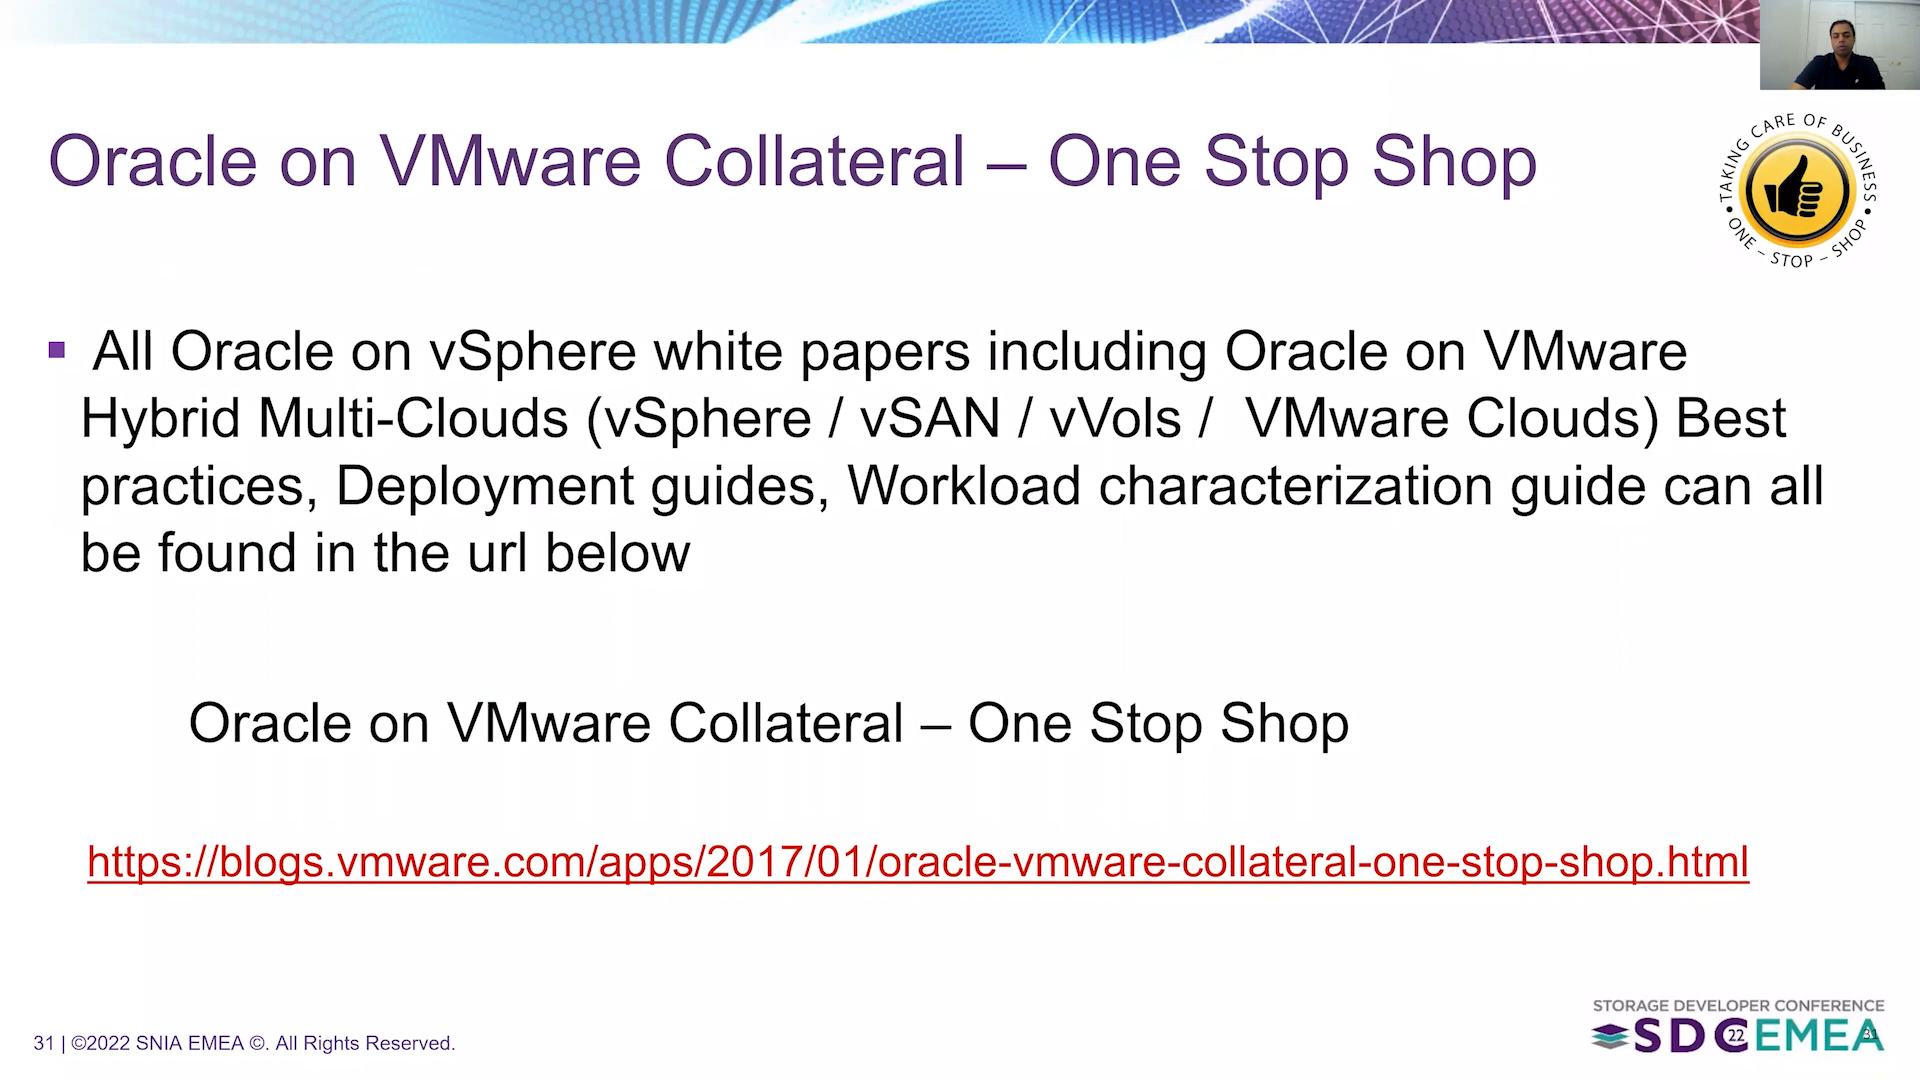 Oracle on VMware Collateral – One Stop Shop
• TAKING CARE OF BUSINESS •
ONE – STOP – SHOP
▪ All Oracle on vSphere white papers including Oracle on VMware
Hybrid Multi-Clouds (vSphere / vSAN / vVols / VMware Clouds) Best
practices, Deployment guides, Workload characterization guide can all
be found in the url below
Oracle on VMware Collateral – One Stop Shop
https://blogs.vmware.com/apps/2017/01/oracle-vmware-collateral-one-stop-shop.html
31 | ©2022 SNIA EMEA ©. All Rights Reserved.
STORAGE DEVELOPER CONFERENCE
SDC 22 EMEA
31